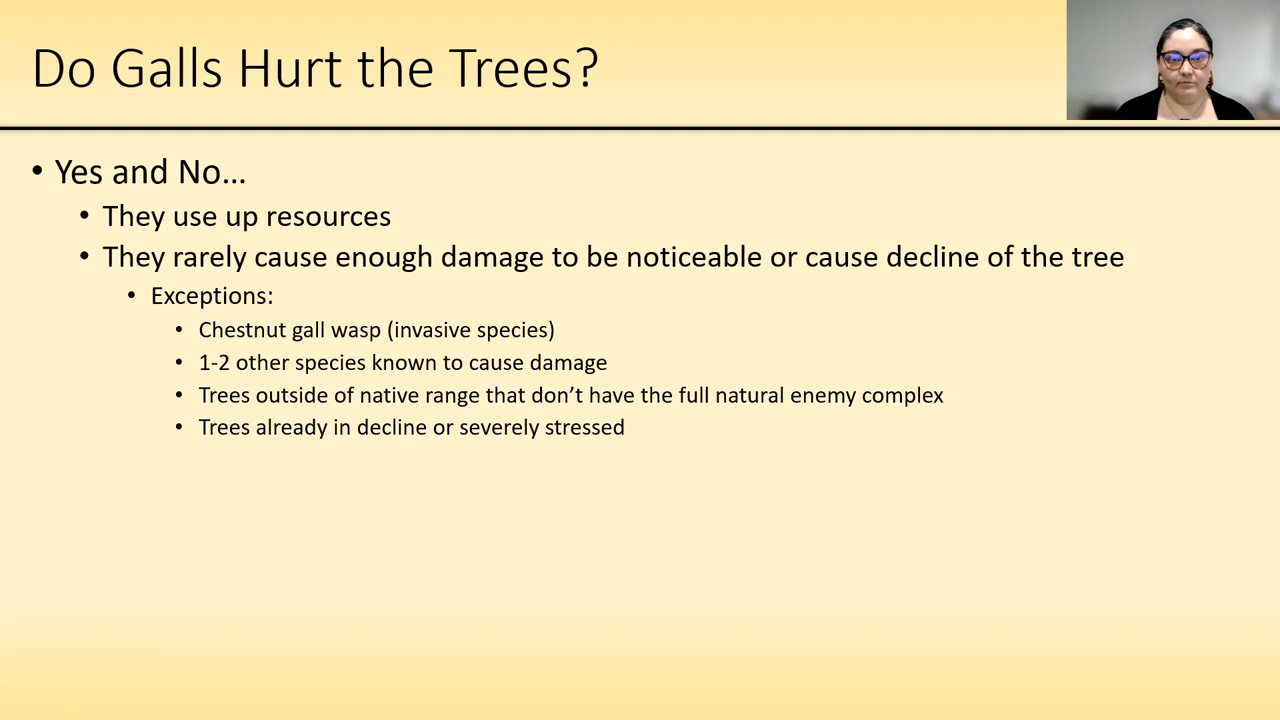 Do Galls Hurt the Trees?
• Yes and No…
• They use up resources
• They rarely cause enough damage to be noticeable or cause decline of the tree
• Exceptions:
• Chestnut gall wasp (invasive species)
• 1-2 other species known to cause damage
• Trees outside of native range that don’t have the full natural enemy complex
• Trees already in decline or severely stressed